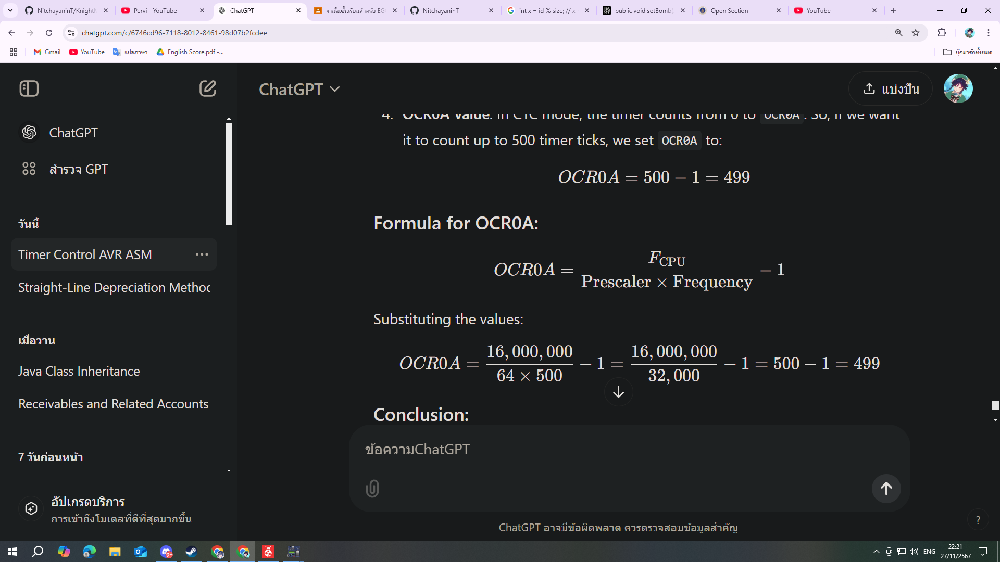 NitchayaninT/Knight
Pervi - YouTube
ChatGPT
งานในชั้นเรียนสำหรับ EG
NitchayaninT
int x = id % size; // x
public void setBomb(
Open Section
YouTube
chatgpt.com/c/6746cd96-7118-8012-8461-98d07b2fcdee
Gmail
YouTube
แปลภาษา
English Score.pdf -...
บุ๊กมาร์กทั้งหมด
ChatGPT
แบ่งปัน
ChatGPT
สำรวจ GPT
วันนี้
Timer Control AVR ASM
Straight-Line Depreciation Method
เมื่อวาน
Java Class Inheritance
Receivables and Related Accounts
7 วันก่อนหน้า
อัปเกรดบริการ
การเข้าถึงโมเดลที่ดีที่สุดมากขึ้น
4. OCR0A Value: In CTC mode, the timer counts from 0 to OCR0A. So, if we want
it to count up to 500 timer ticks, we set OCR0A to:
OCR0A = 500 − 1 = 499
Formula for OCR0A:
OCR0A = F_CPU / (Prescaler × Frequency) − 1
Substituting the values:
OCR0A = 16,000,000 / (64 × 500) − 1 = 16,000,000 / 32,000 − 1 = 500 − 1 = 499
Conclusion:
ข้อความChatGPT
ChatGPT อาจมีข้อผิดพลาด ควรตรวจสอบข้อมูลสำคัญ
?
9+
ENG
22:21
27/11/2567